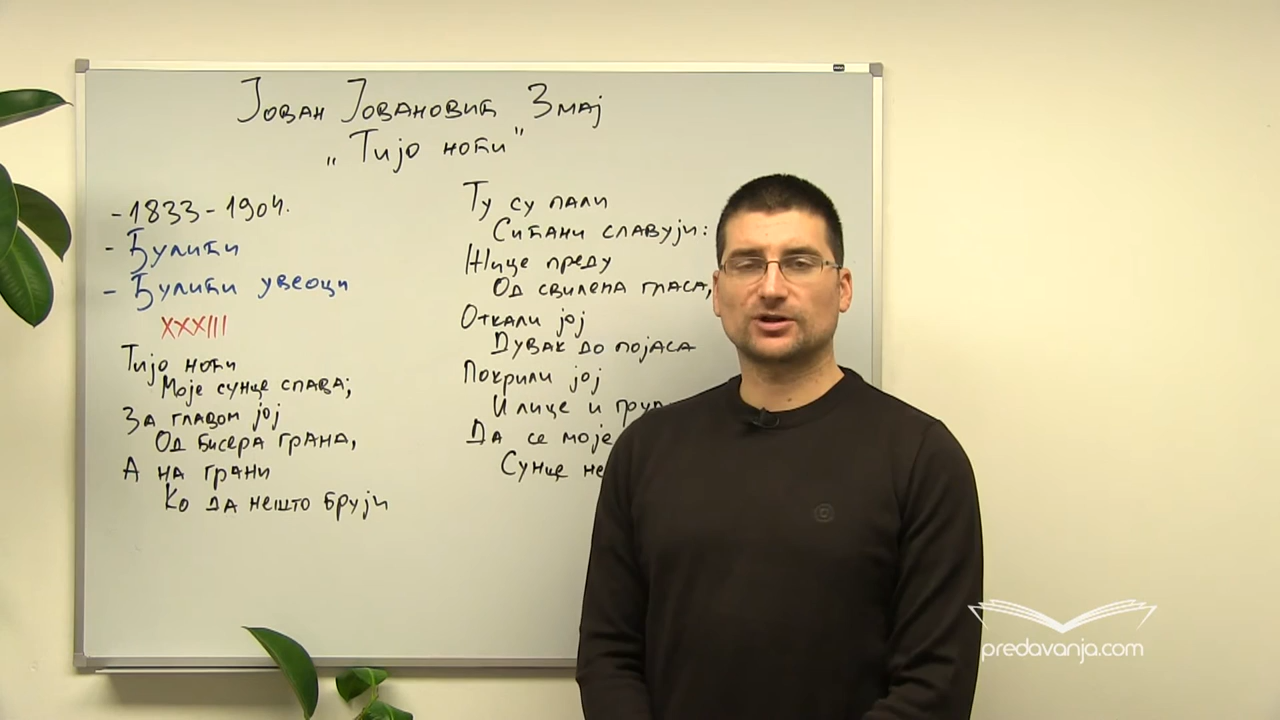 Јован Јовановић Змај
„Тијо ноћи”
- 1833 - 1904.
- Ђулићи
- Ђулићи увеоци
XXXIII
Тијо ноћи
Моје сунце спава;
За главом јој
Од бисера грана,
А на грани
Ко да нешто бруји
Ту су пали
Сићани славуји:
Жице преду
Од свилена гласа,
Откали јој
Дувак до појаса
Покрили јој
И лице и
Да се моје
Сунце не
predavanja.com